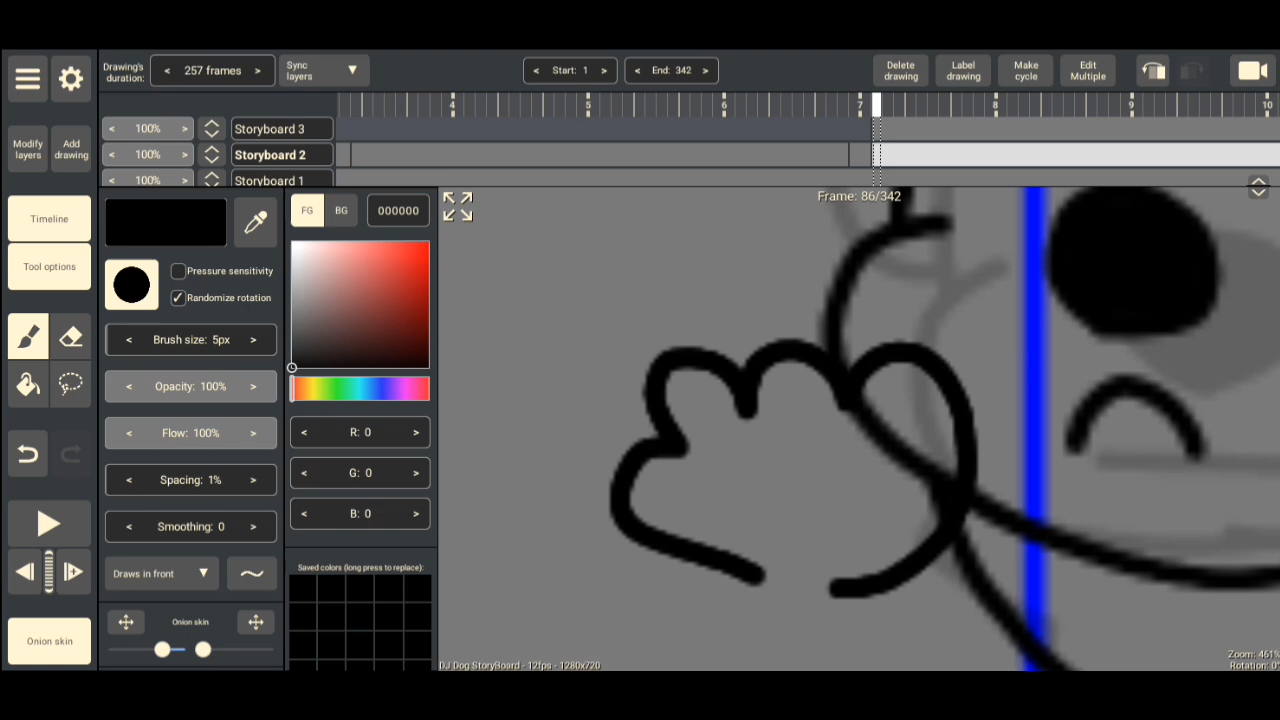 Drawing's
duration:
< 257 frames >
Sync
layers
▼
< Start: 1 >
< End: 342 >
Delete
drawing
Label
drawing
Make
cycle
Edit
Multiple
4 5 6 7 8 9 10
Modify
layers
Add
drawing
< 100% > Storyboard 3
< 100% > Storyboard 2
< 100% > Storyboard 1
Timeline
Tool options
Onion skin
Pressure sensitivity
Randomize rotation
< Brush size: 5px >
< Opacity: 100% >
< Flow: 100% >
< Spacing: 1% >
< Smoothing: 0 >
Draws in front ▼
Onion skin
FG BG 000000
< R: 0 >
< G: 0 >
< B: 0 >
Saved colors (long press to replace):
Frame: 86/342
DJ Dog StoryBoard - 12fps - 1280x720
Zoom: 461%
Rotation: 0°